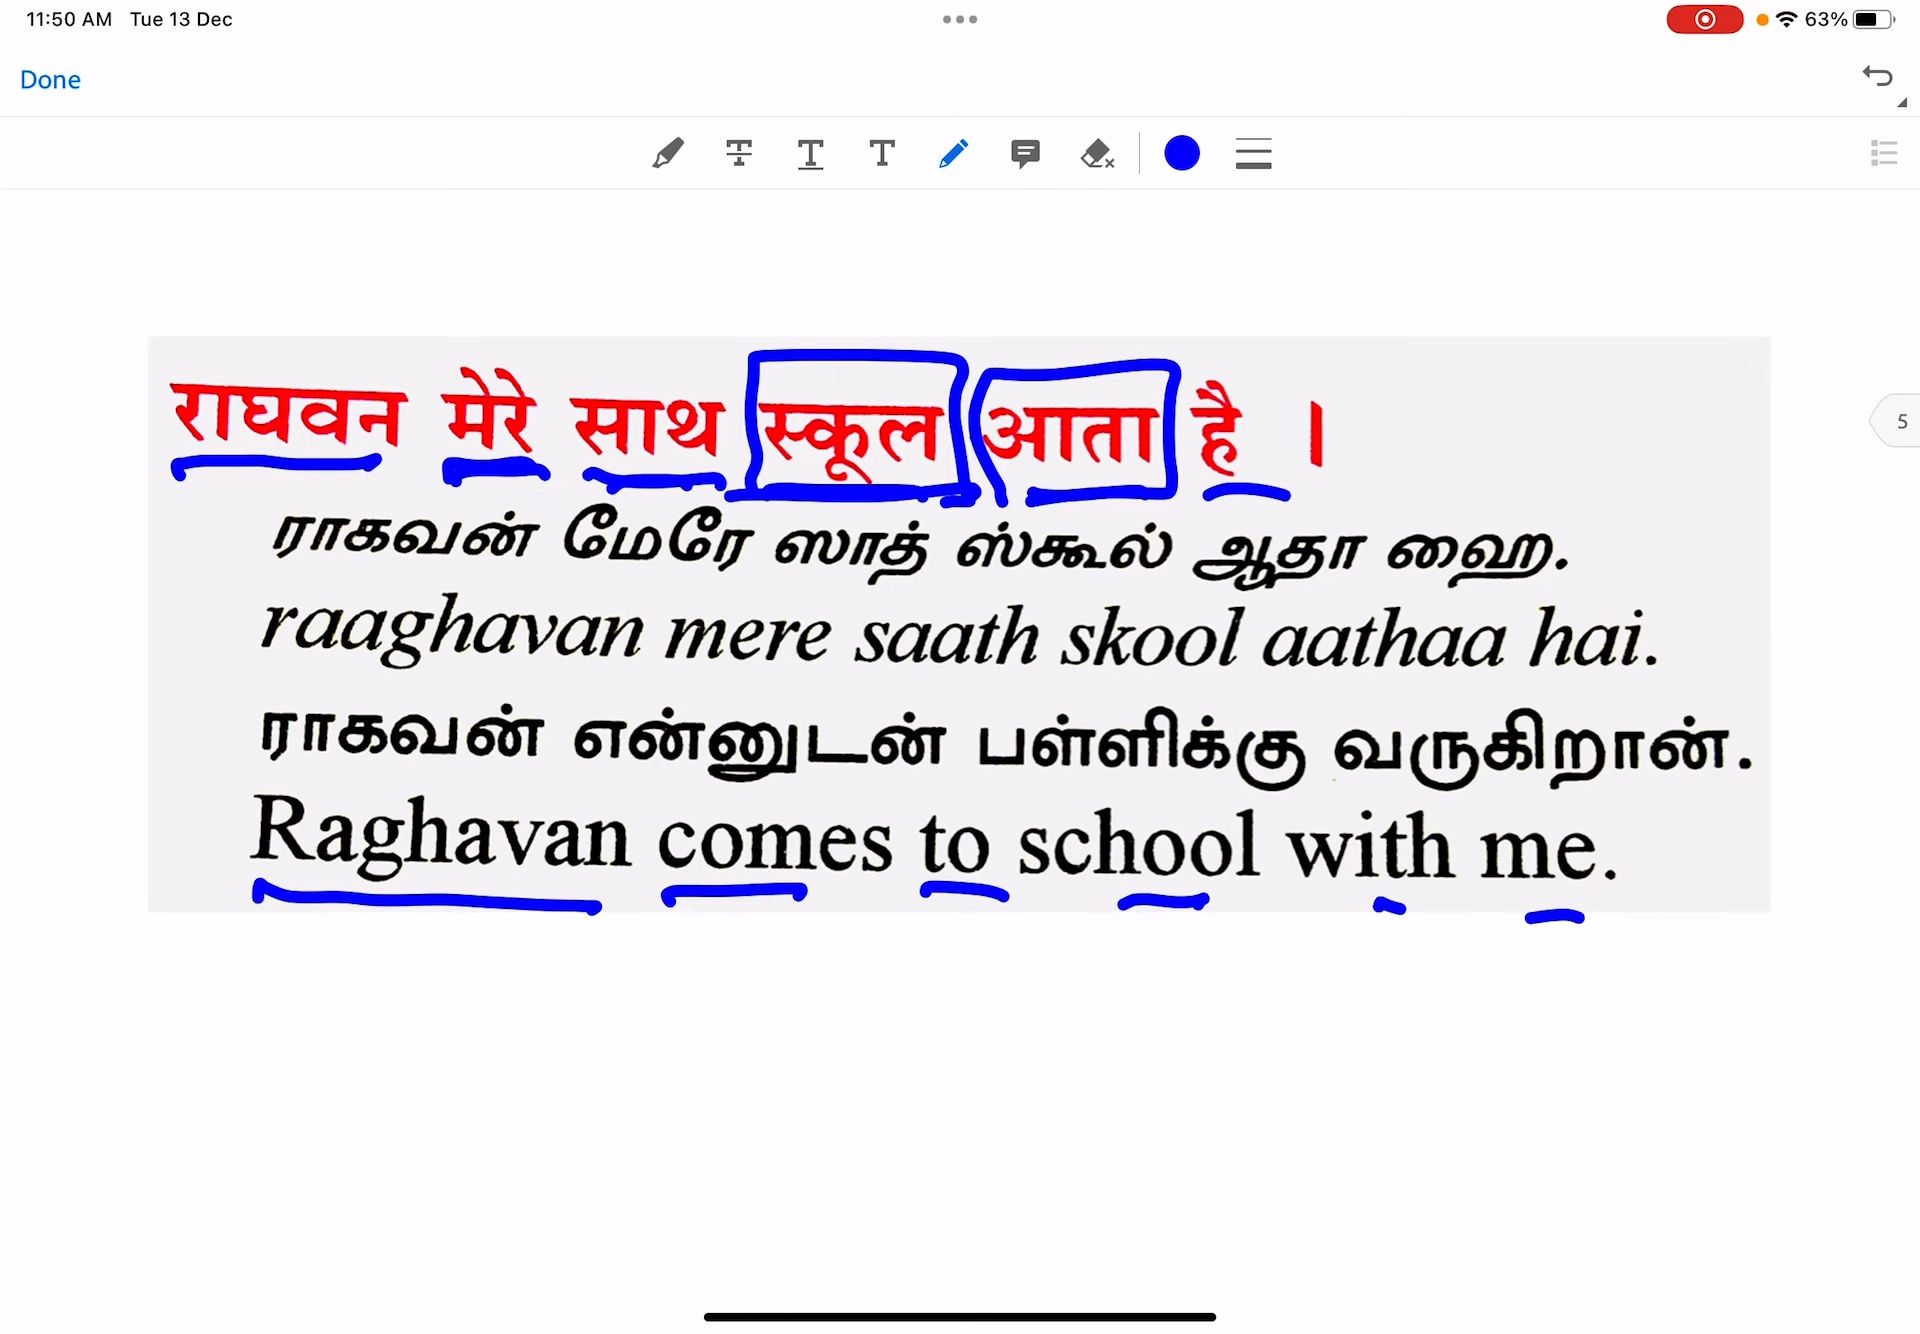 11:50 AM Tue 13 Dec
63%
Done
T T T
5
राघवन मेरे साथ स्कूल आता है ।
ராகவன் மேரே ஸாத் ஸ்கூல் ஆதா ஹை.
raaghavan mere saath skool aathaa hai.
ராகவன் என்னுடன் பள்ளிக்கு வருகிறான்.
Raghavan comes to school with me.